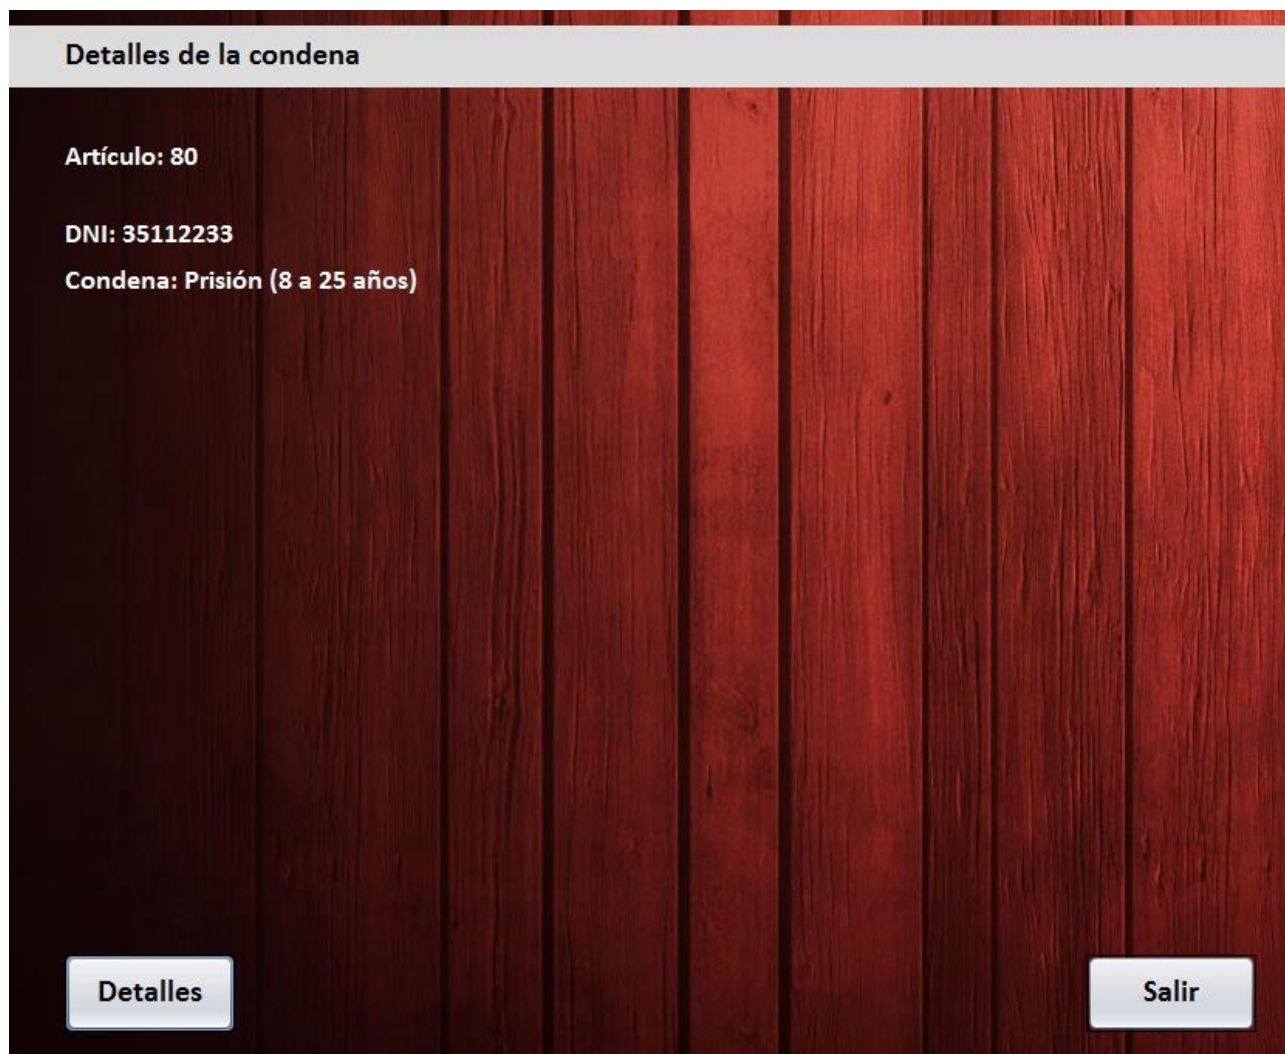 Detalles de la condena
Artículo: 80
DNI: 35112233
Condena: Prisión (8 a 25 años)
Detalles
Salir